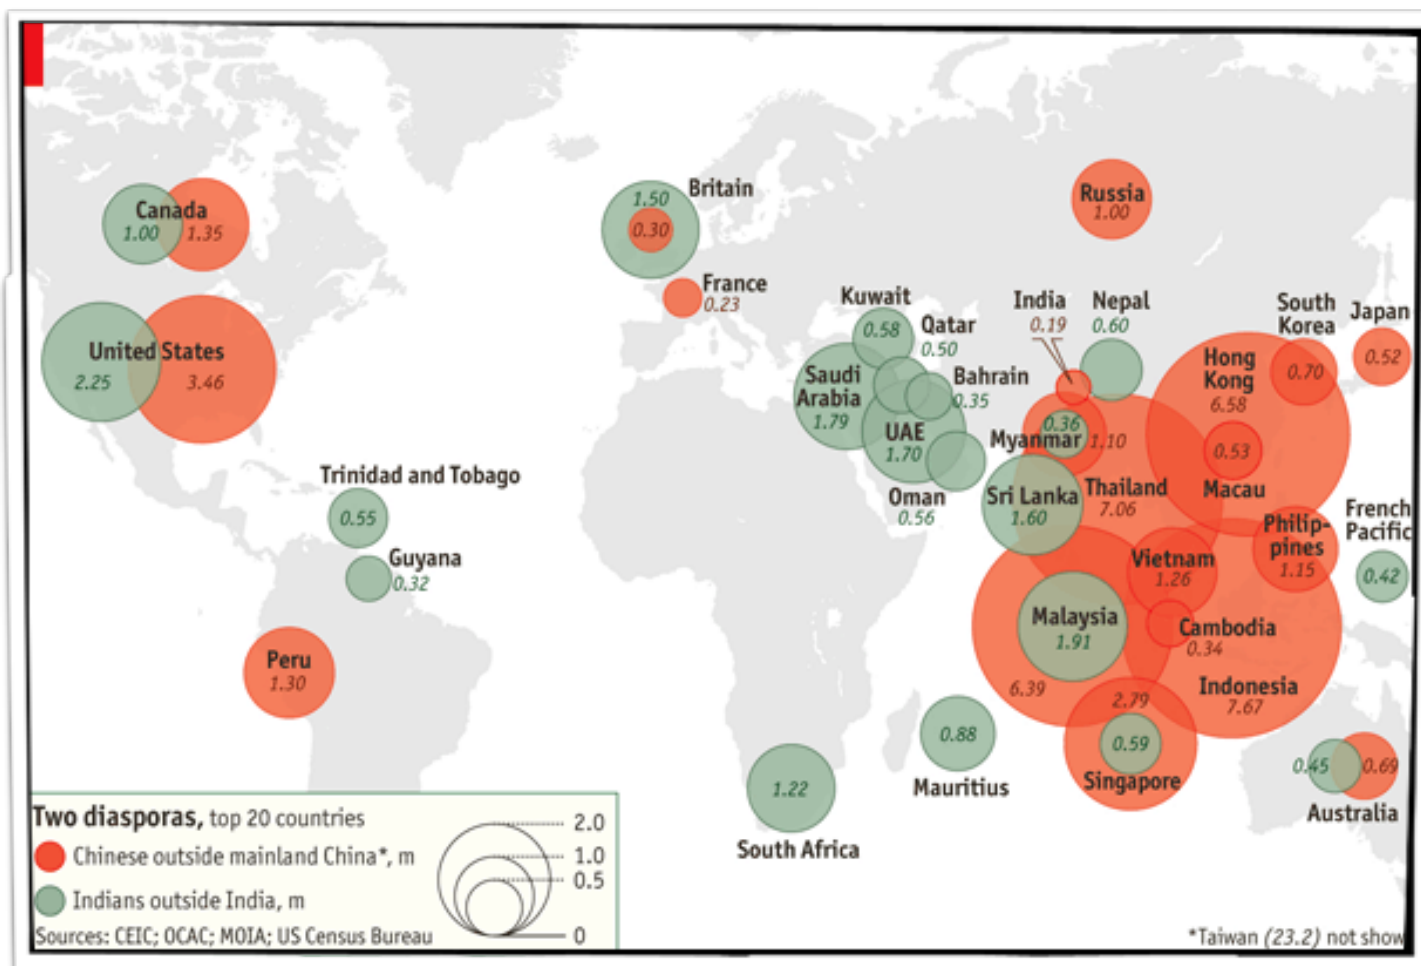 Canada
1.00
1.35
United States
2.25
3.46
Trinidad and Tobago
0.55
Guyana
0.32
Peru
1.30
Britain
1.50
0.30
France
0.23
Russia
1.00
Kuwait
0.58
Qatar
0.50
Saudi
Arabia
1.79
Bahrain
0.35
UAE
1.70
Oman
0.56
India
0.19
Nepal
0.60
Myanmar
0.36
1.10
Sri Lanka
1.60
Thailand
7.06
Hong
Kong
6.58
0.53
Macau
South
Korea
0.70
Japan
0.52
Philip-
pines
1.15
French
Pacific
0.42
Vietnam
1.26
Malaysia
1.91
6.39
Cambodia
0.34
Indonesia
7.67
2.79
0.59
Singapore
0.88
Mauritius
1.22
South Africa
0.45
0.69
Australia
Two diasporas, top 20 countries
Chinese outside mainland China*, m
Indians outside India, m
2.0
1.0
0.5
0
Sources: CEIC; OCAC; MOIA; US Census Bureau
*Taiwan (23.2) not show